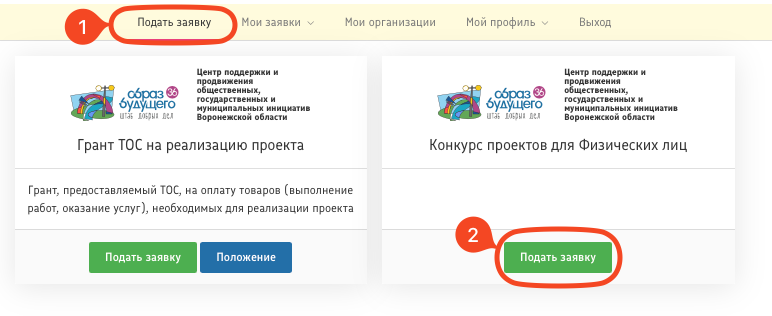 1
Подать заявку
Мои заявки
Мои организации
Мой профиль
Выход
образ 36
будущего
штаб добрых дел
Центр поддержки и
продвижения
общественных,
государственных и
муниципальных инициатив
Воронежской области
Грант ТОС на реализацию проекта
Грант, предоставляемый ТОС, на оплату товаров (выполнение
работ, оказание услуг), необходимых для реализации проекта
Подать заявку
Положение
образ 36
будущего
штаб добрых дел
Центр поддержки и
продвижения
общественных,
государственных и
муниципальных инициатив
Воронежской области
Конкурс проектов для Физических лиц
2
Подать заявку